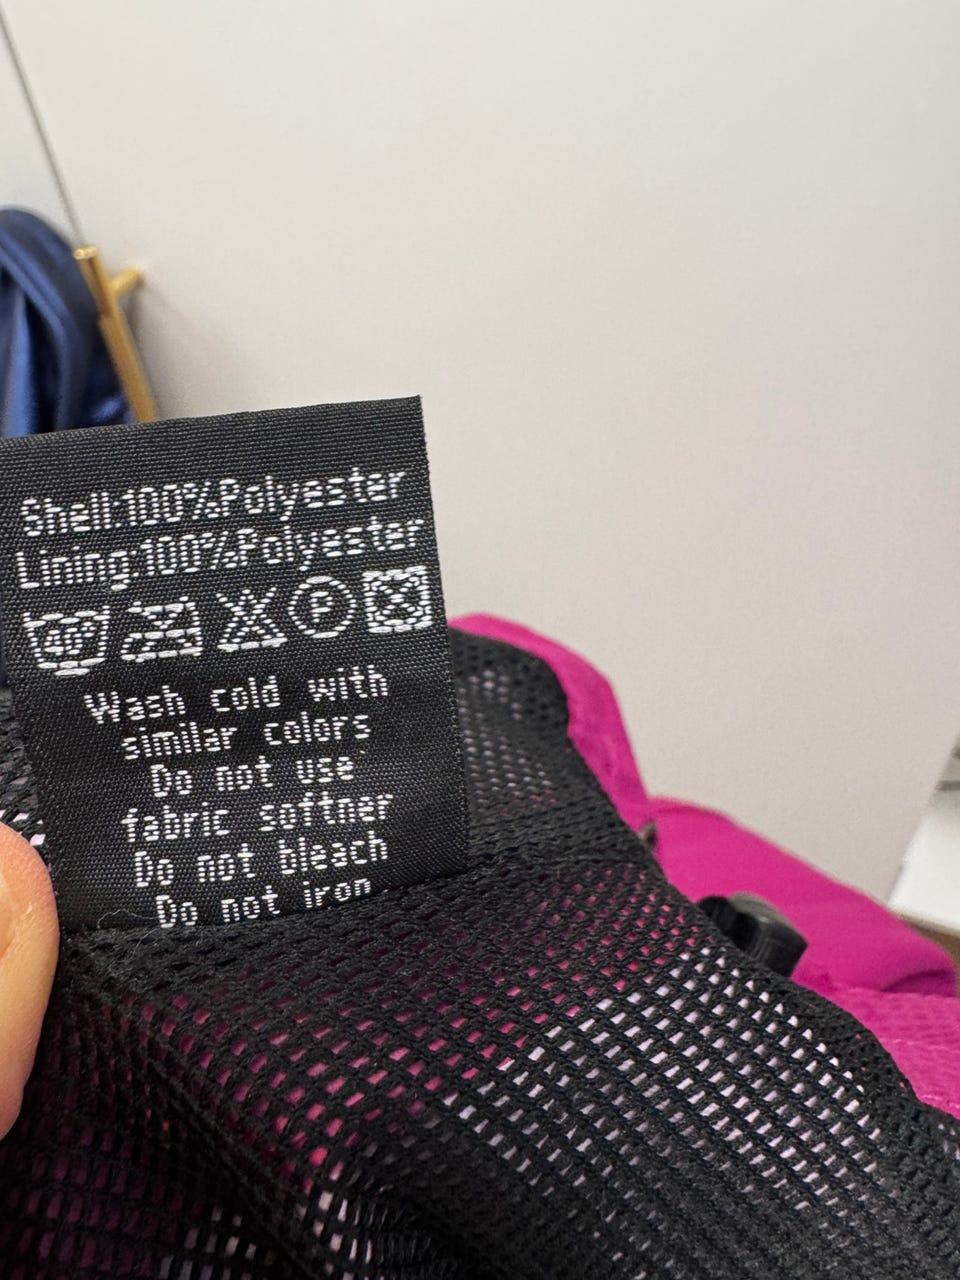 Shell:100%Polyester
Lining:100%Polyester
40° P
Wash cold with
similar colors
Do not use
fabric softner
Do not bleach
Do not iron